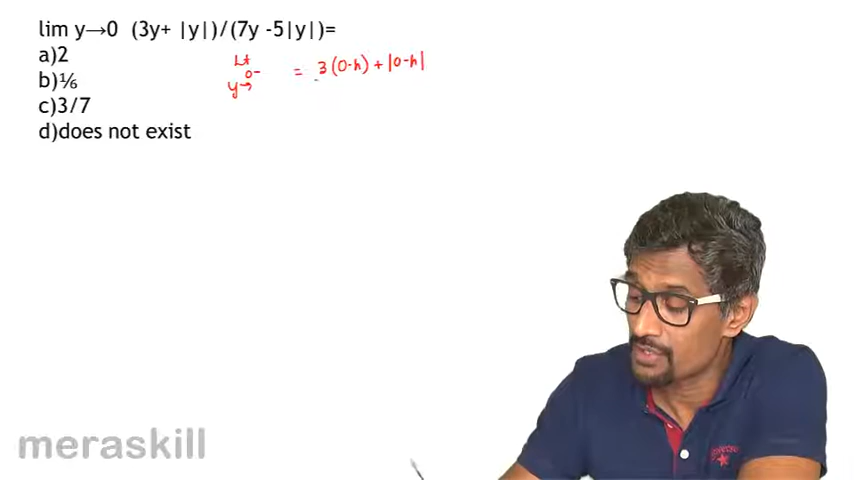 lim y→0 (3y+ |y|)/(7y -5|y|)=
a)2
b)⅙
c)3/7
d)does not exist
Lt
y→0-
= 3(0-h) + |0-h|
meraskill